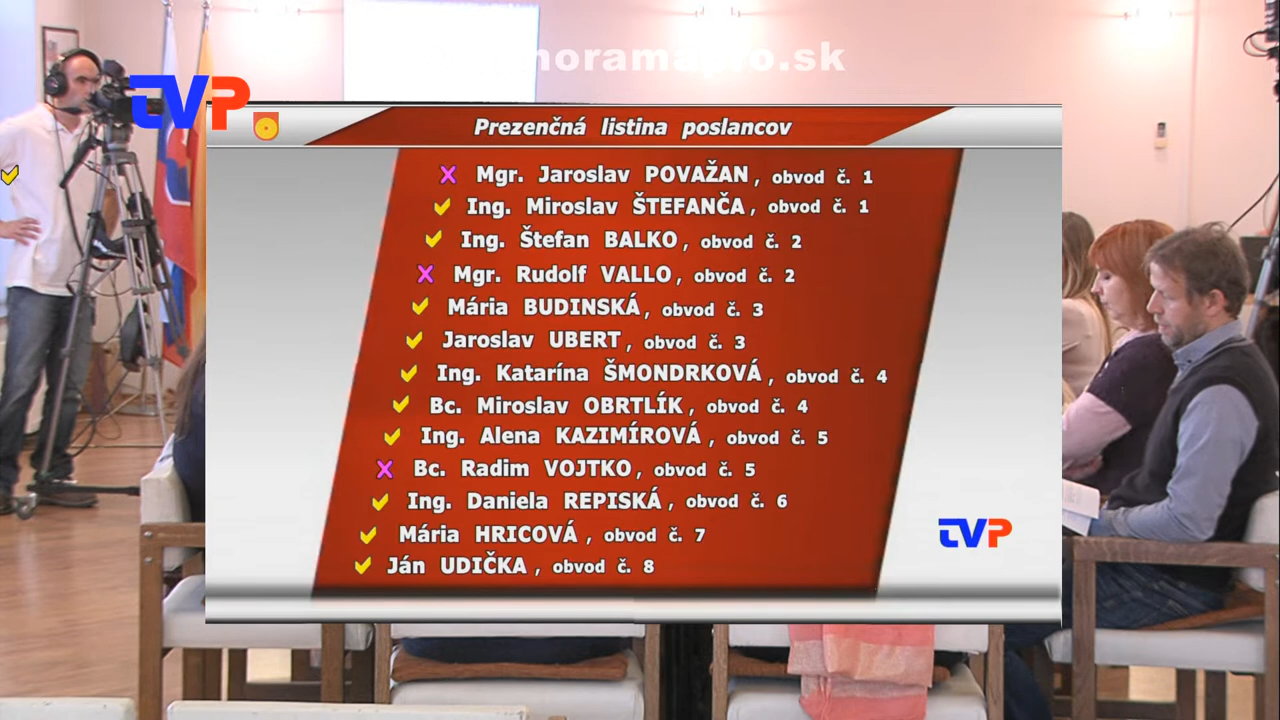 noramapro.sk
TVP
Prezenčná listina poslancov
Mgr. Jaroslav POVAŽAN, obvod č. 1
Ing. Miroslav ŠTEFANČA, obvod č. 1
Ing. Štefan BALKO, obvod č. 2
Mgr. Rudolf VALLO, obvod č. 2
Mária BUDINSKÁ, obvod č. 3
Jaroslav UBERT, obvod č. 3
Ing. Katarína ŠMONDRKOVÁ, obvod č. 4
Bc. Miroslav OBRTLÍK, obvod č. 4
Ing. Alena KAZIMÍROVÁ, obvod č. 5
Bc. Radim VOJTKO, obvod č. 5
Ing. Daniela REPISKÁ, obvod č. 6
Mária HRICOVÁ, obvod č. 7
TVP
Ján UDIČKA, obvod č. 8